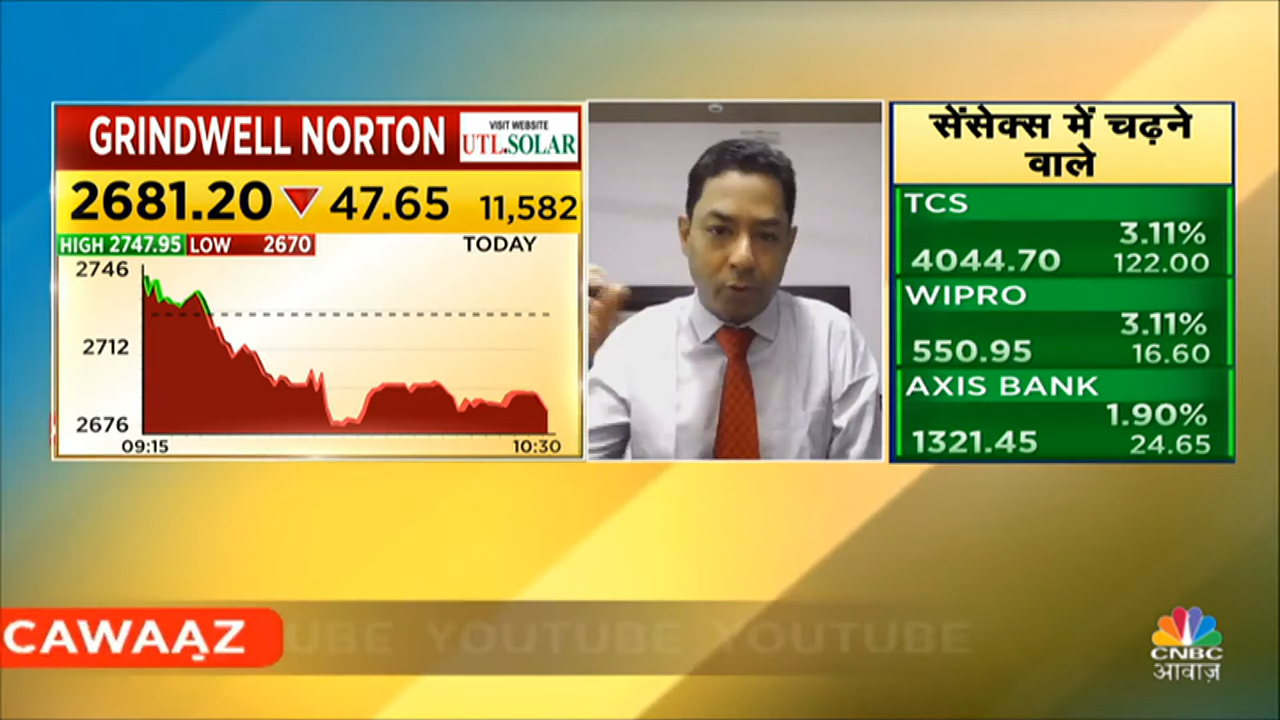 GRINDWELL NORTON
VISIT WEBSITE
UTL.SOLAR
2681.20 47.65 11,582
HIGH 2747.95 LOW 2670 TODAY
2746
2712
2676
09:15 10:30
सेंसेक्स में चढ़ने
वाले
TCS
3.11%
4044.70 122.00
WIPRO
3.11%
550.95 16.60
AXIS BANK
1.90%
1321.45 24.65
CAWAAZ UBE YOUTUBE YOUTUBE
CNBC
आवाज़